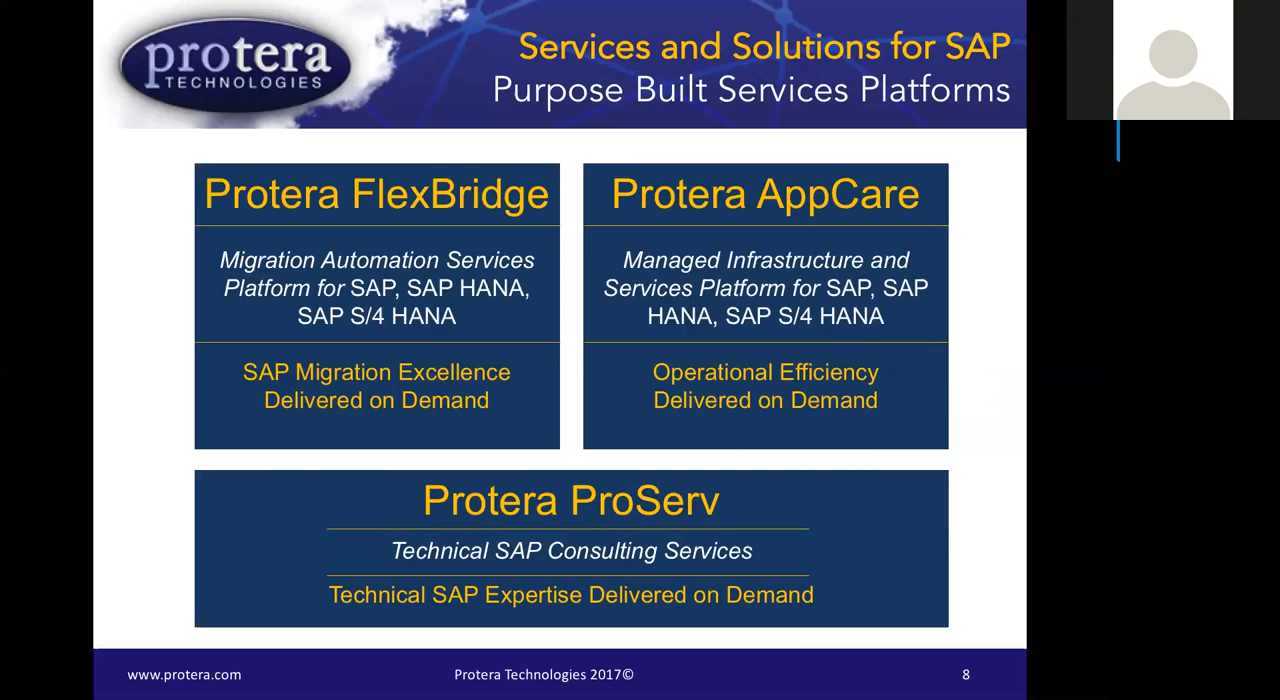 protera
TECHNOLOGIES
Services and Solutions for SAP
Purpose Built Services Platforms
Protera FlexBridge
Migration Automation Services
Platform for SAP, SAP HANA,
SAP S/4 HANA
SAP Migration Excellence
Delivered on Demand
Protera AppCare
Managed Infrastructure and
Services Platform for SAP, SAP
HANA, SAP S/4 HANA
Operational Efficiency
Delivered on Demand
Protera ProServ
Technical SAP Consulting Services
Technical SAP Expertise Delivered on Demand
www.protera.com
Protera Technologies 2017©
8